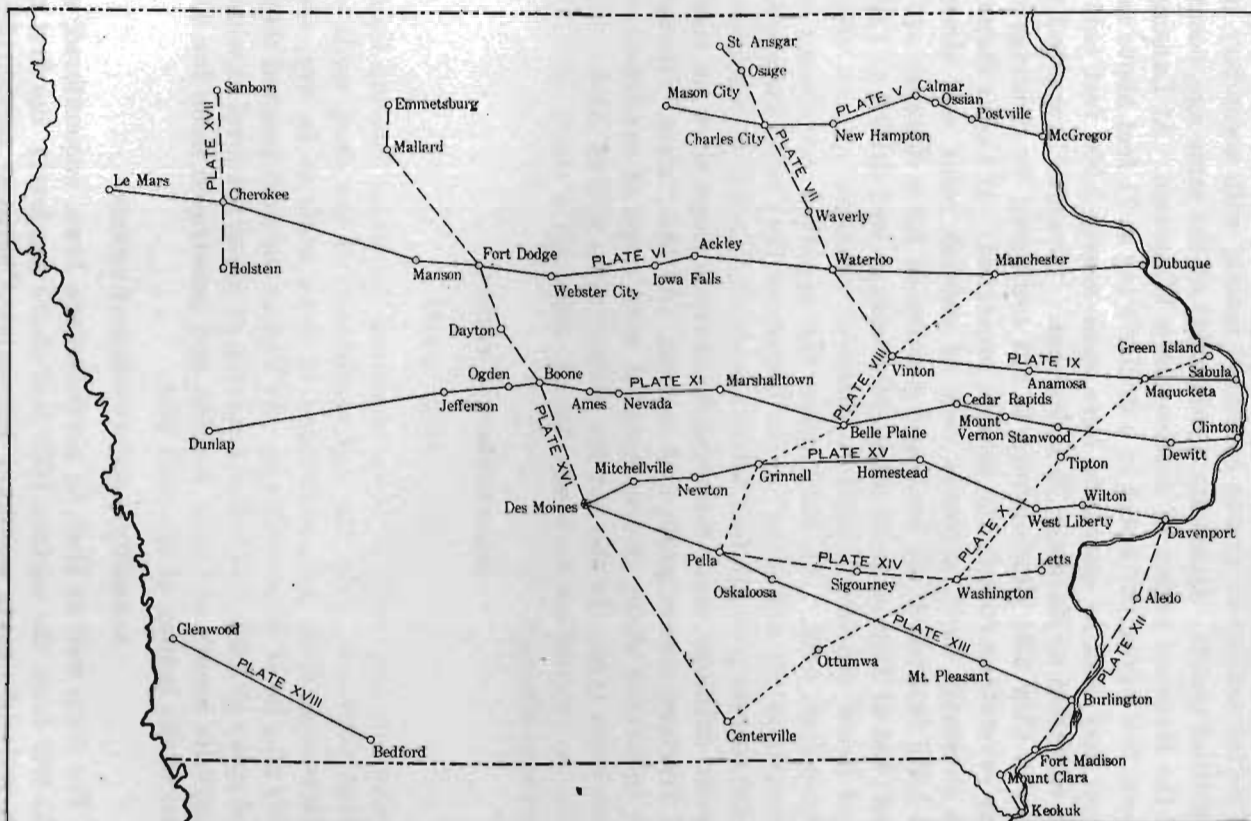 St Ansgar
Osage
Sanborn
Emmetsburg
Mason City
PLATE V
Calmar
Ossian
Postville
PLATE XVII
Charles City
New Hampton
McGregor
Mallard
PLATE VII
Le Mars
Cherokee
Waverly
Fort Dodge
Ackley
Holstein
Manson
PLATE VI
Waterloo
Manchester
Dubuque
Webster City
Iowa Falls
Dayton
PLATE VIII
Green Island
Vinton
PLATE IX
Sabula
Ogden
Boone
PLATE XI
Marshalltown
Anamosa
Maqucketa
Jefferson
Ames
Nevada
Cedar Rapids
Dunlap
Belle Plaine
Mount
Vernon
Stanwood
Clinton
Dewitt
PLATE XVI
Mitchellville
Grinnell
PLATE XV
Homestead
Tipton
Newton
Des Moines
Wilton
West Liberty
Davenport
PLATE X
Pella
PLATE XIV
Letts
Oskaloosa
Sigourney
Washington
Aledo
Glenwood
PLATE XIII
PLATE XII
PLATE XVIII
Ottumwa
Mt. Pleasant
Burlington
Bedford
Centerville
Fort Madison
Mount Clara
Keokuk